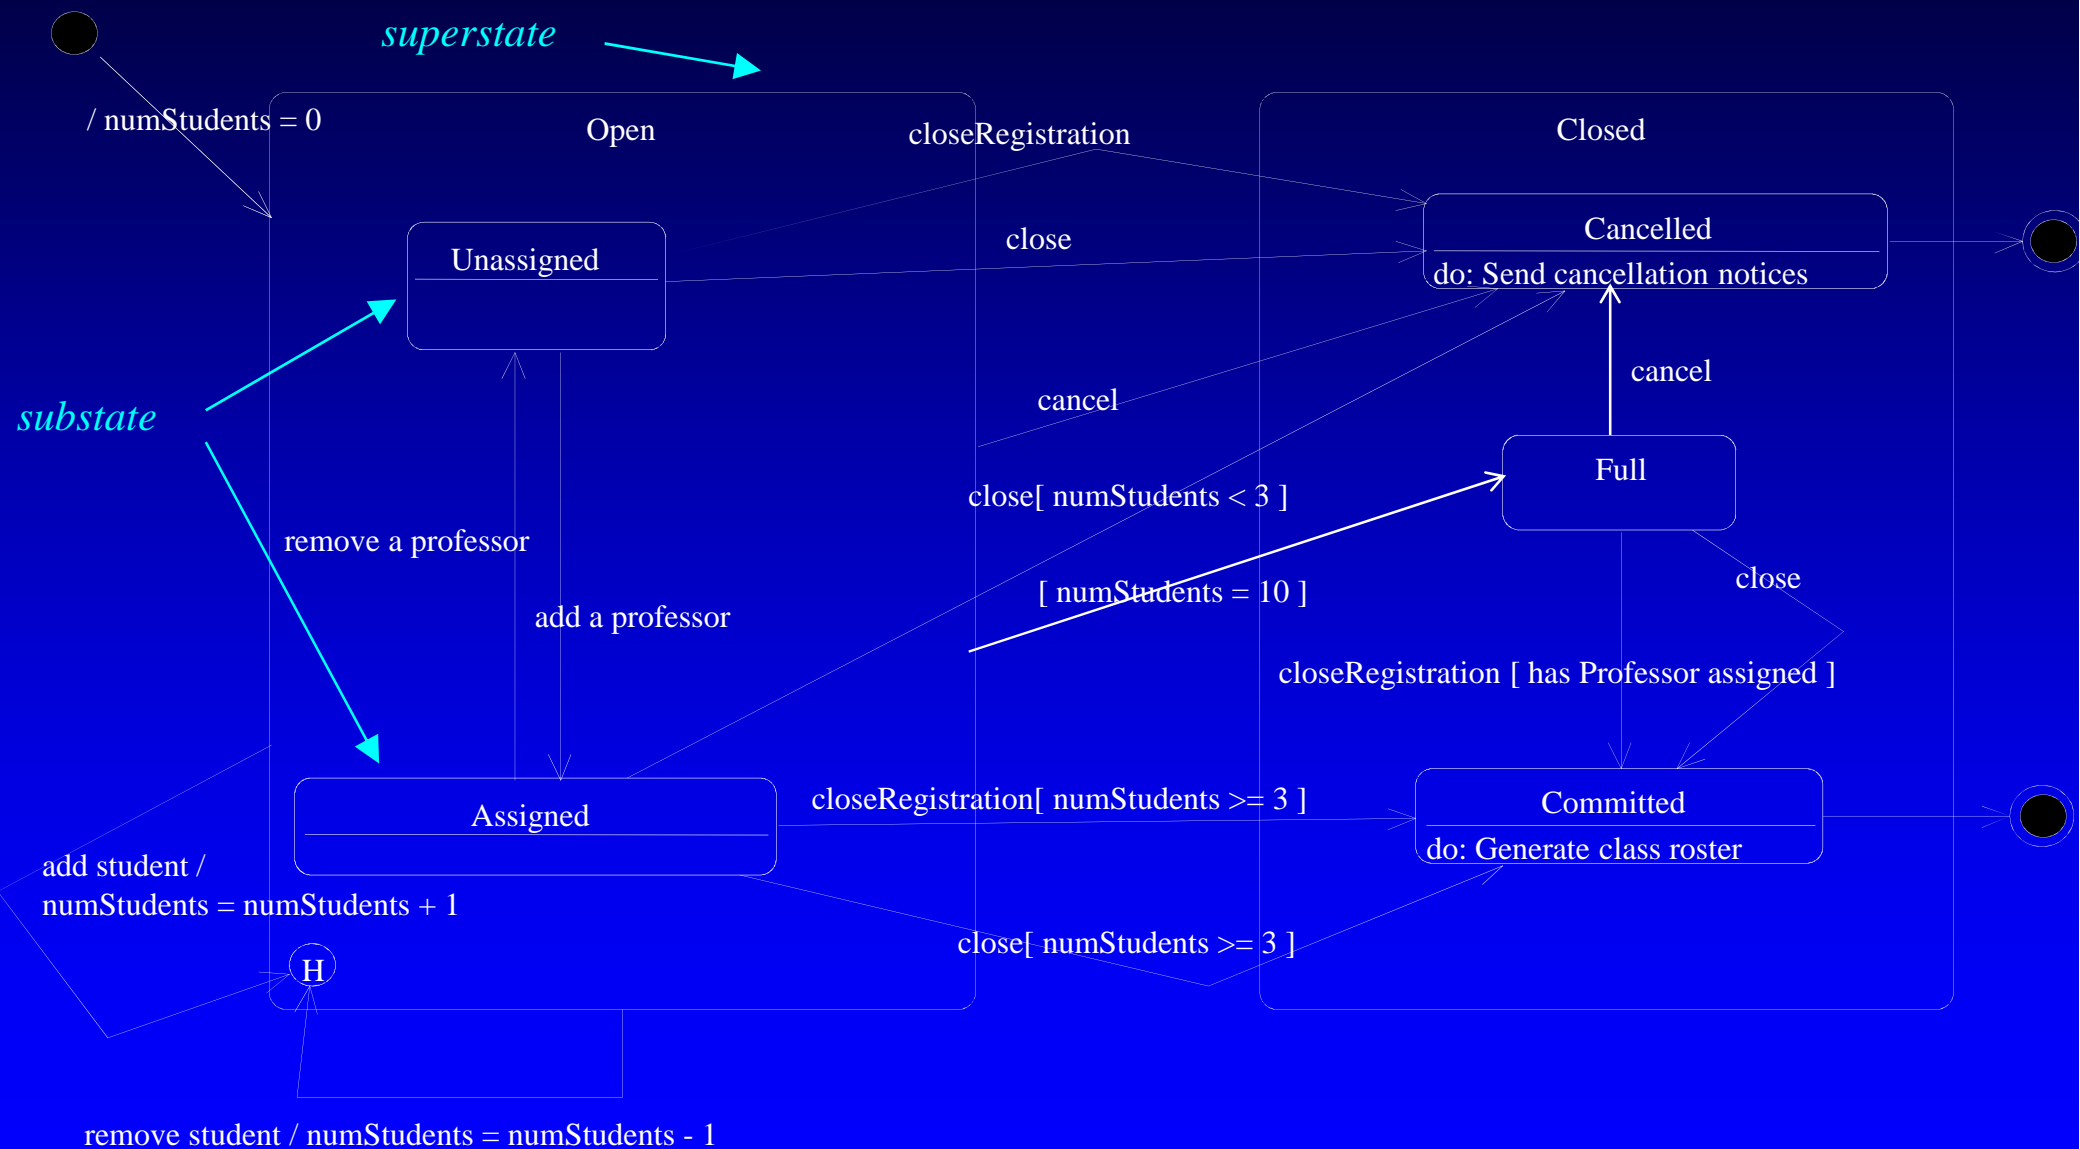 superstate
/ numStudents = 0
Open
closeRegistration
Closed
Unassigned
close
Cancelled
do: Send cancellation notices
cancel
cancel
substate
Full
close[ numStudents < 3 ]
remove a professor
[ numStudents = 10 ]
close
add a professor
closeRegistration [ has Professor assigned ]
Assigned
closeRegistration[ numStudents >= 3 ]
Committed
do: Generate class roster
add student /
numStudents = numStudents + 1
close[ numStudents >= 3 ]
H
remove student / numStudents = numStudents - 1